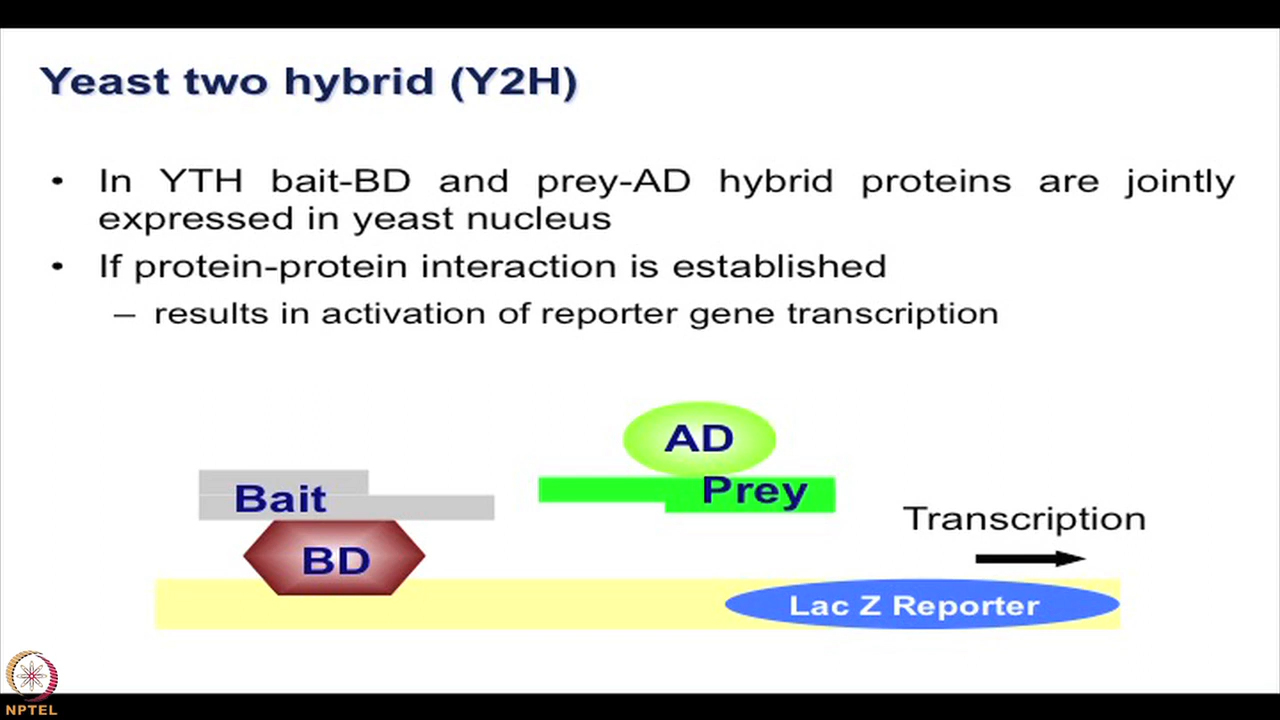 Yeast two hybrid (Y2H)
• In YTH bait-BD and prey-AD hybrid proteins are jointly
expressed in yeast nucleus
• If protein-protein interaction is established
– results in activation of reporter gene transcription
AD
Bait
Prey
Transcription
BD
Lac Z Reporter
NPTEL